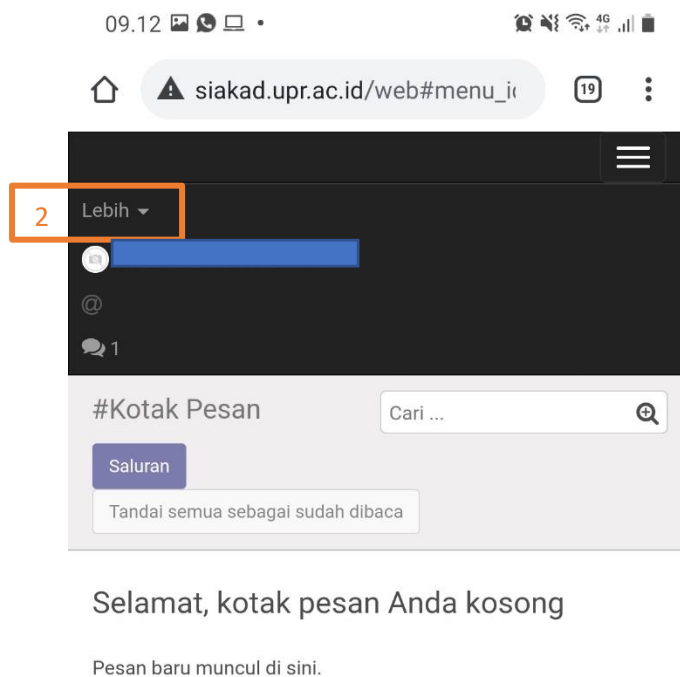 09.12
4G
siakad.upr.ac.id/web#menu_i
19
2
Lebih
@
1
#Kotak Pesan
Cari ...
Saluran
Tandai semua sebagai sudah dibaca
Selamat, kotak pesan Anda kosong
Pesan baru muncul di sini.